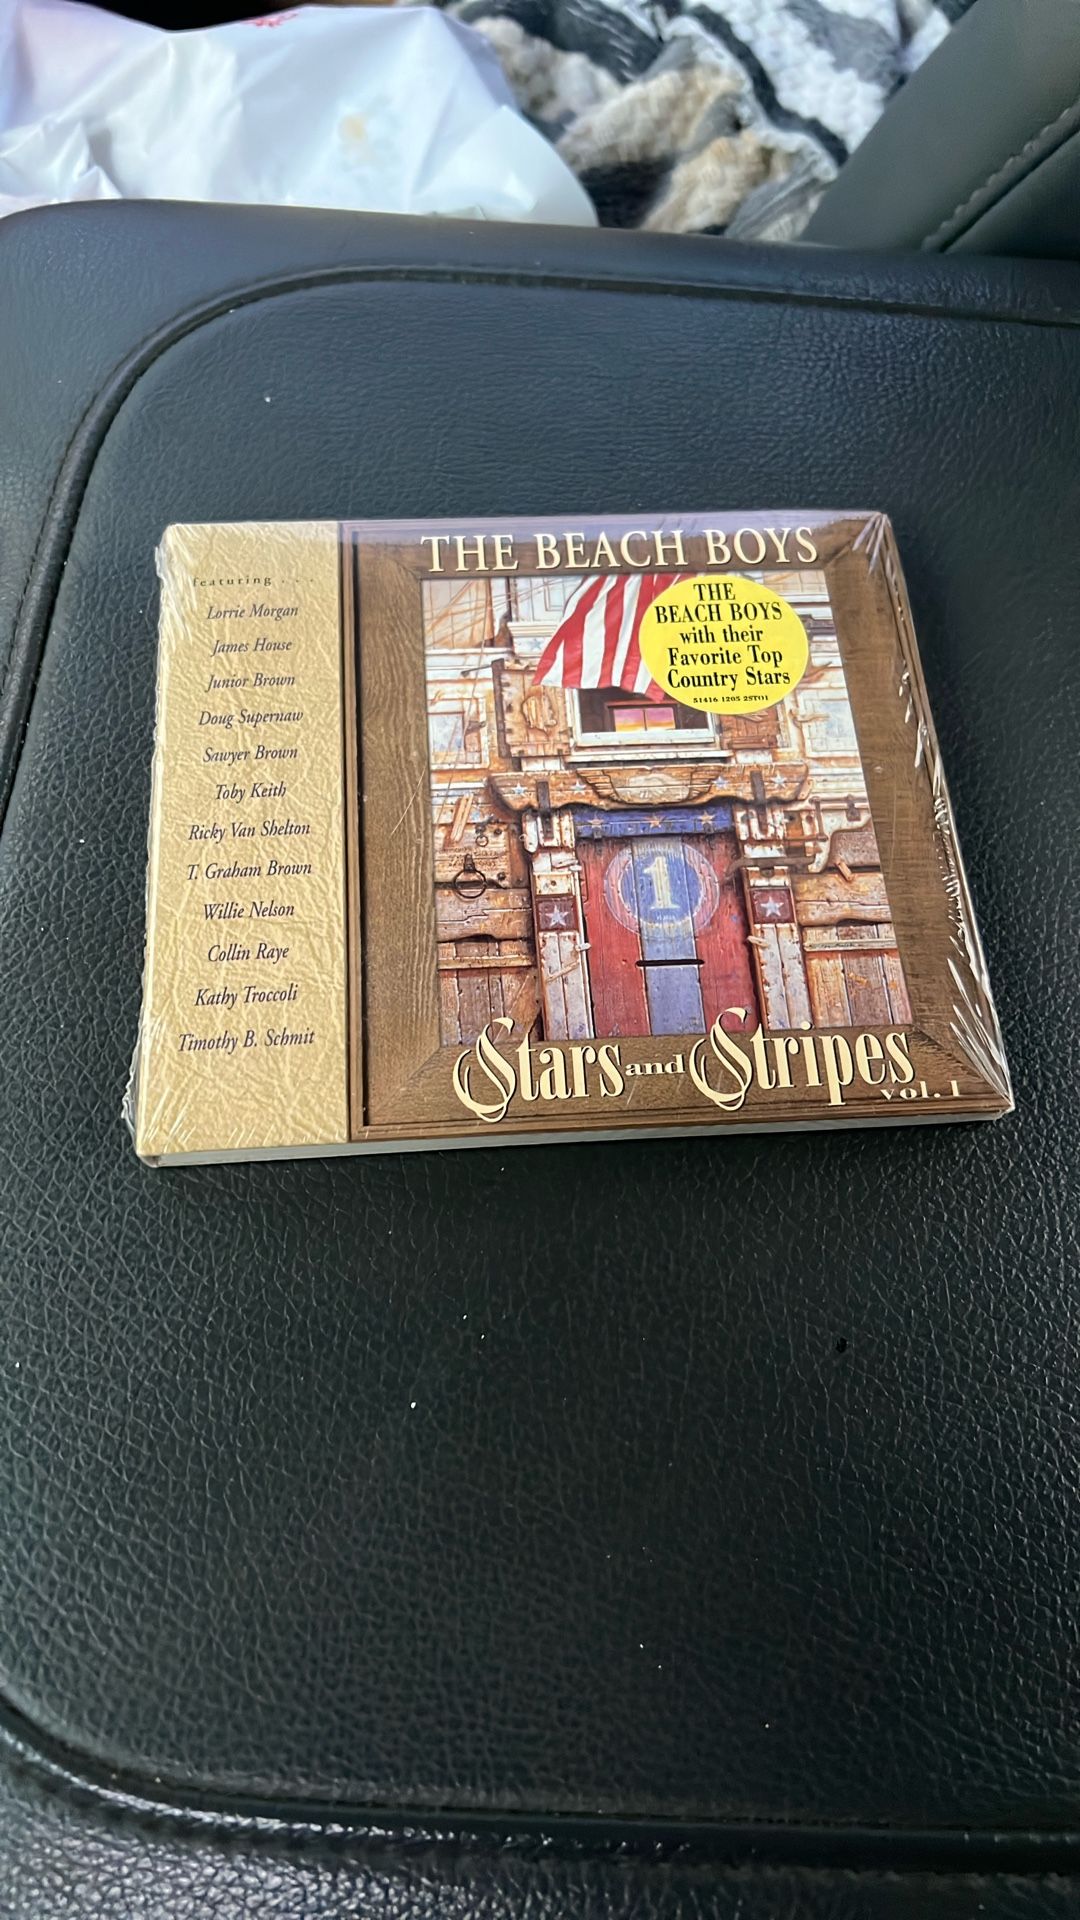 featuring . . .
Lorrie Morgan
James House
Junior Brown
Doug Supernaw
Sawyer Brown
Toby Keith
Ricky Van Shelton
T. Graham Brown
Willie Nelson
Collin Raye
Kathy Troccoli
Timothy B. Schmit
THE BEACH BOYS
THE
BEACH BOYS
with their
Favorite Top
Country Stars
51416 1205 2ST01
1
Stars and Stripes
vol. 1